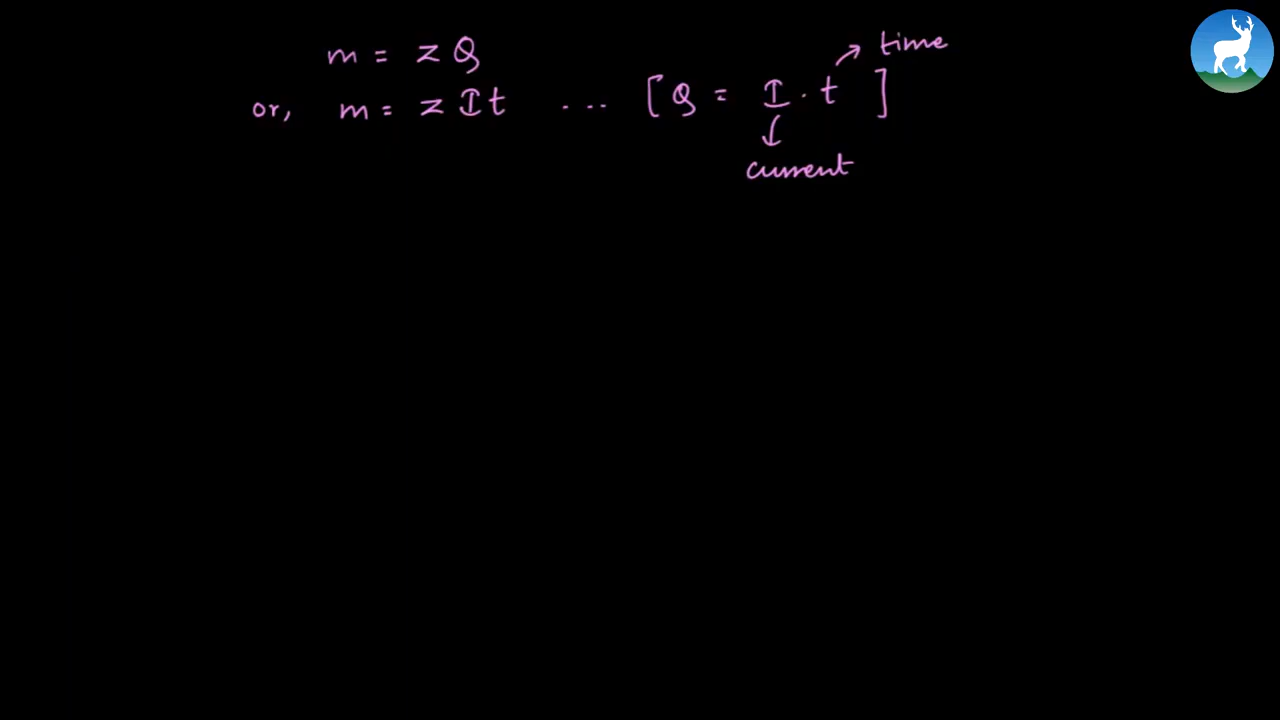 m = z Q
time
or, m = z I t ... [ Q = I . t ]
current